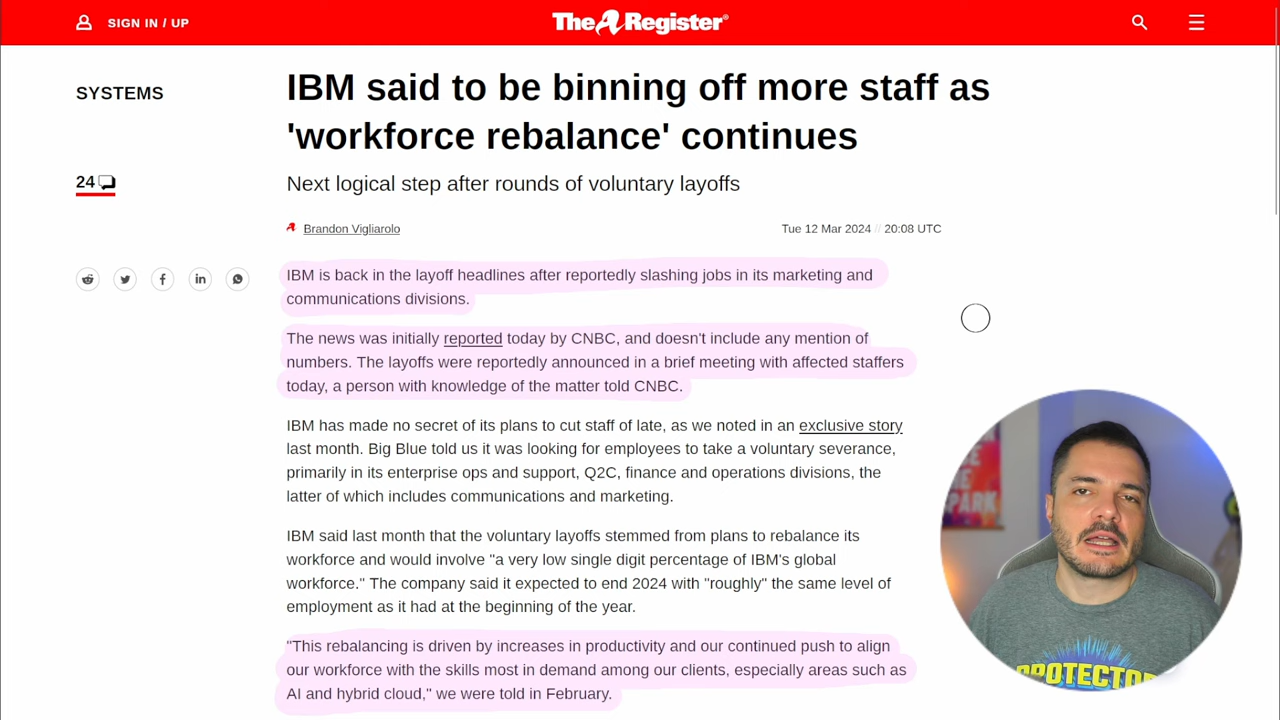 SIGN IN / UP
The Register®
SYSTEMS
IBM said to be binning off more staff as
'workforce rebalance' continues
24
Next logical step after rounds of voluntary layoffs
Brandon Vigliarolo
Tue 12 Mar 2024 // 20:08 UTC
IBM is back in the layoff headlines after reportedly slashing jobs in its marketing and
communications divisions.
The news was initially reported today by CNBC, and doesn't include any mention of
numbers. The layoffs were reportedly announced in a brief meeting with affected staffers
today, a person with knowledge of the matter told CNBC.
IBM has made no secret of its plans to cut staff of late, as we noted in an exclusive story
last month. Big Blue told us it was looking for employees to take a voluntary severance,
primarily in its enterprise ops and support, Q2C, finance and operations divisions, the
latter of which includes communications and marketing.
IBM said last month that the voluntary layoffs stemmed from plans to rebalance its
workforce and would involve "a very low single digit percentage of IBM's global
workforce." The company said it expected to end 2024 with "roughly" the same level of
employment as it had at the beginning of the year.
"This rebalancing is driven by increases in productivity and our continued push to align
our workforce with the skills most in demand among our clients, especially areas such as
AI and hybrid cloud," we were told in February.
PARK
PROTECTOR